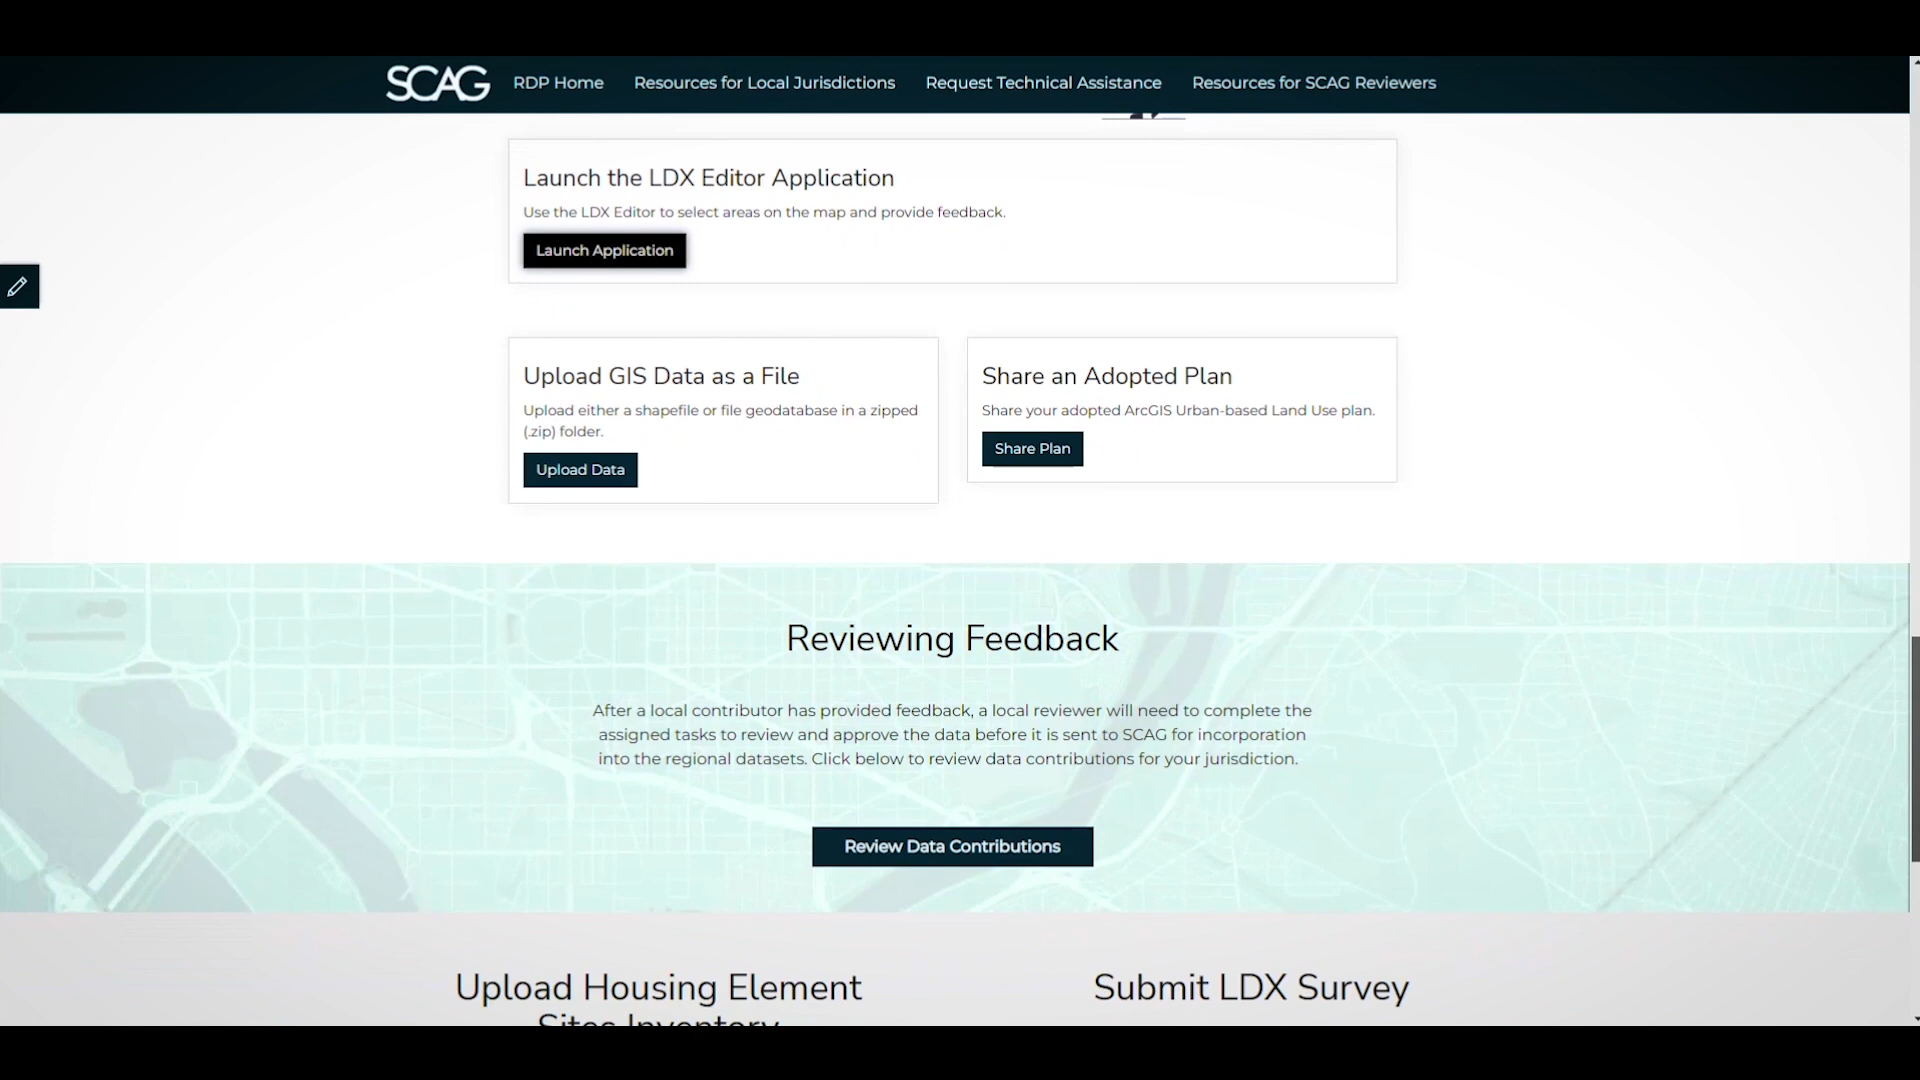 SCAG RDP Home Resources for Local Jurisdictions Request Technical Assistance Resources for SCAG Reviewers
Launch the LDX Editor Application
Use the LDX Editor to select areas on the map and provide feedback.
Launch Application
Upload GIS Data as a File
Upload either a shapefile or file geodatabase in a zipped
(.zip) folder.
Upload Data
Share an Adopted Plan
Share your adopted ArcGIS Urban-based Land Use plan.
Share Plan
Reviewing Feedback
After a local contributor has provided feedback, a local reviewer will need to complete the
assigned tasks to review and approve the data before it is sent to SCAG for incorporation
into the regional datasets. Click below to review data contributions for your jurisdiction.
Review Data Contributions
Upload Housing Element
Sites Inventory
Submit LDX Survey